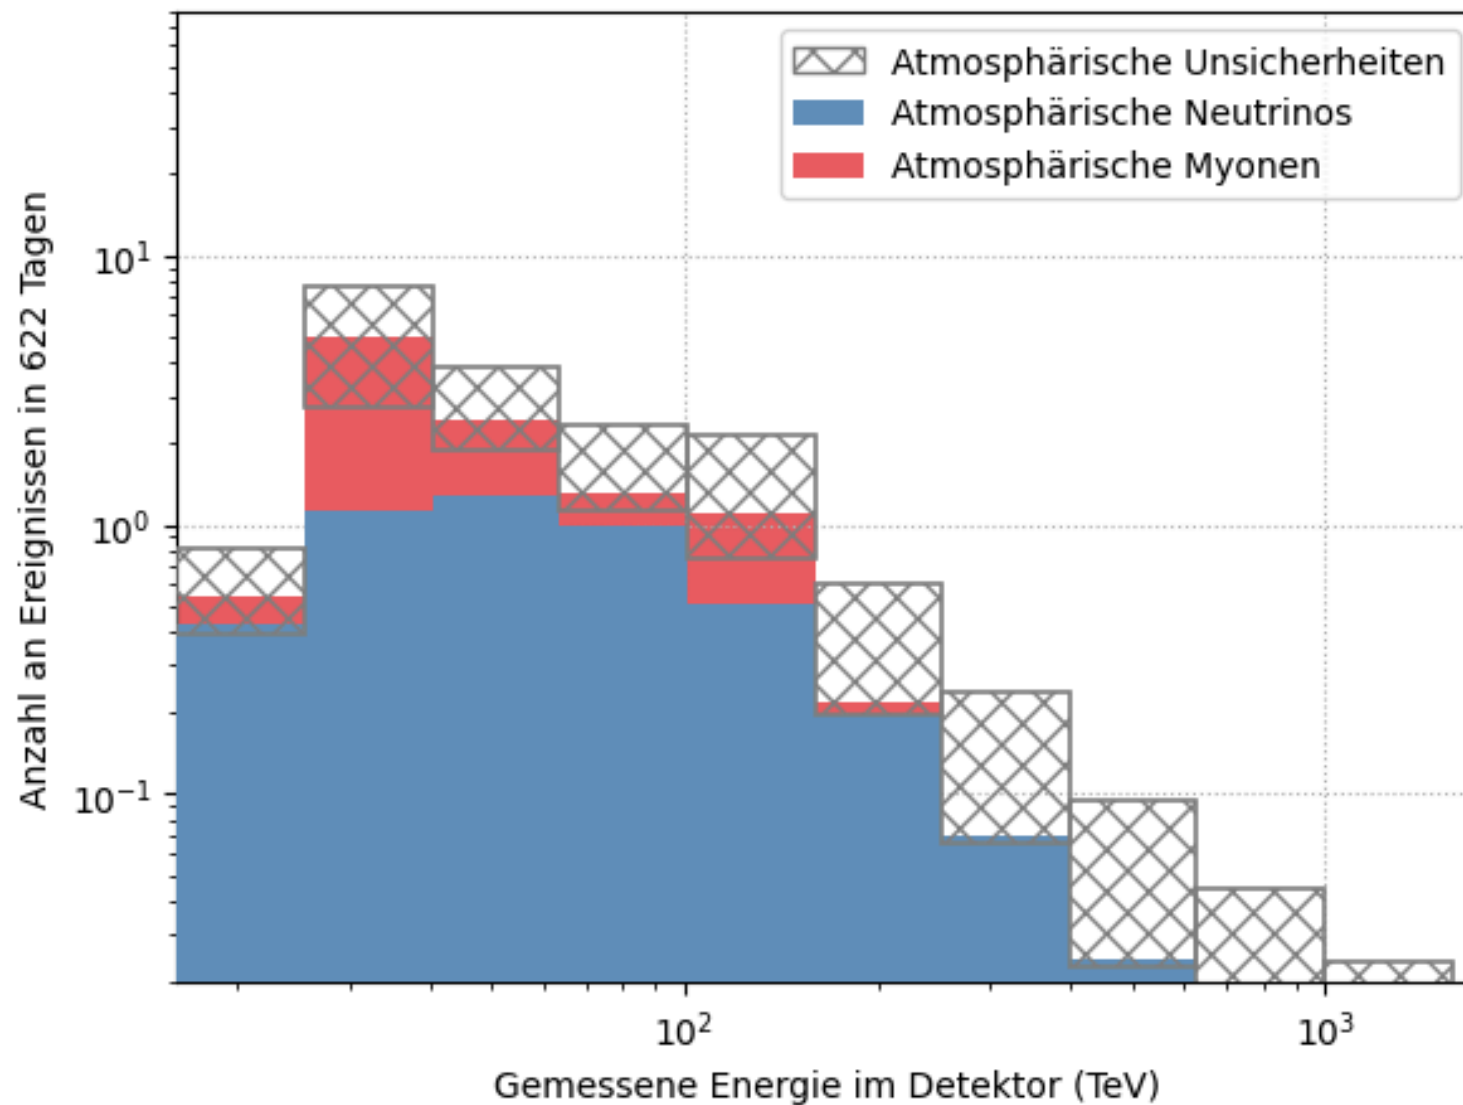 Atmosphärische Unsicherheiten
Atmosphärische Neutrinos
Atmosphärische Myonen
Anzahl an Ereignissen in 622 Tagen
10¹
10⁰
10⁻¹
10² 10³
Gemessene Energie im Detektor (TeV)